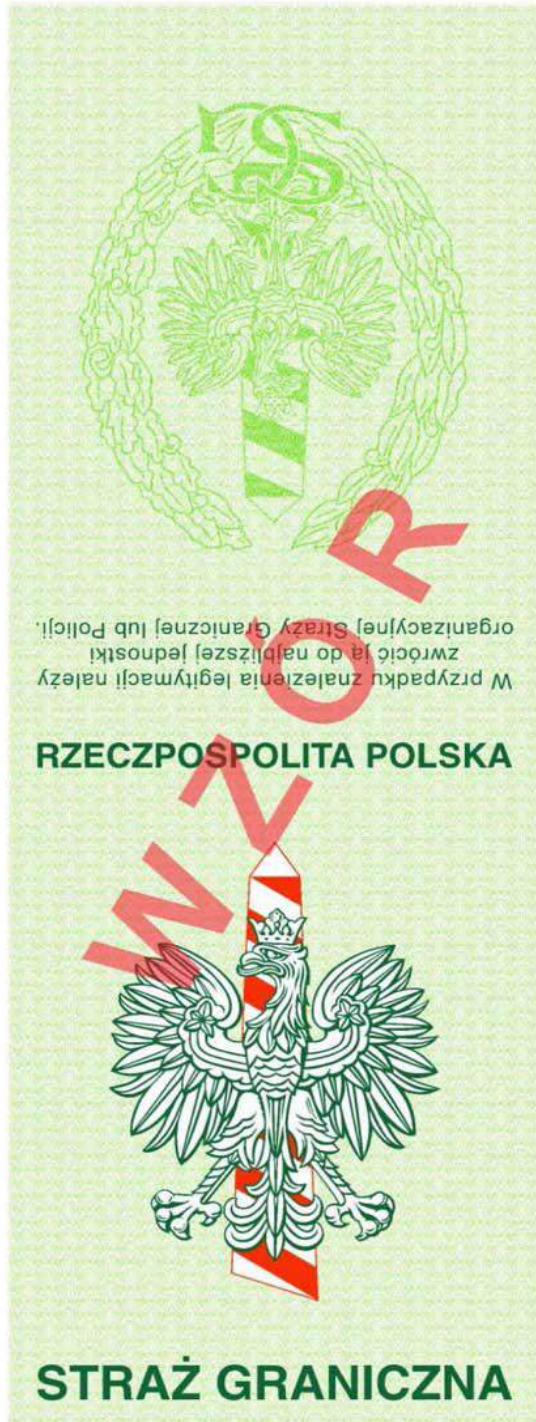 SG
W przypadku znalezienia legitymacji należy
zwrócić ją do najbliższej jednostki
organizacyjnej Straży Granicznej lub Policji.
RZECZPOSPOLITA POLSKA
WZÓR
STRAŻ GRANICZNA